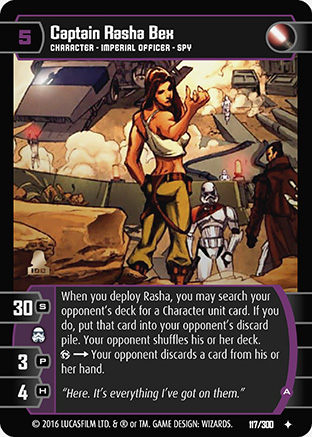 5 Captain Rasha Bex
CHARACTER • IMPERIAL OFFICER • SPY
30 S
3 P
4 H
When you deploy Rasha, you may search your
opponent's deck for a Character unit card. If you
do, put that card into your opponent's discard
pile. Your opponent shuffles his or her deck.
→ Your opponent discards a card from his or
her hand.
"Here. It's everything I've got on them."
A
© 2016 LUCASFILM LTD. & ® or TM. GAME DESIGN: WIZARDS. 117/300